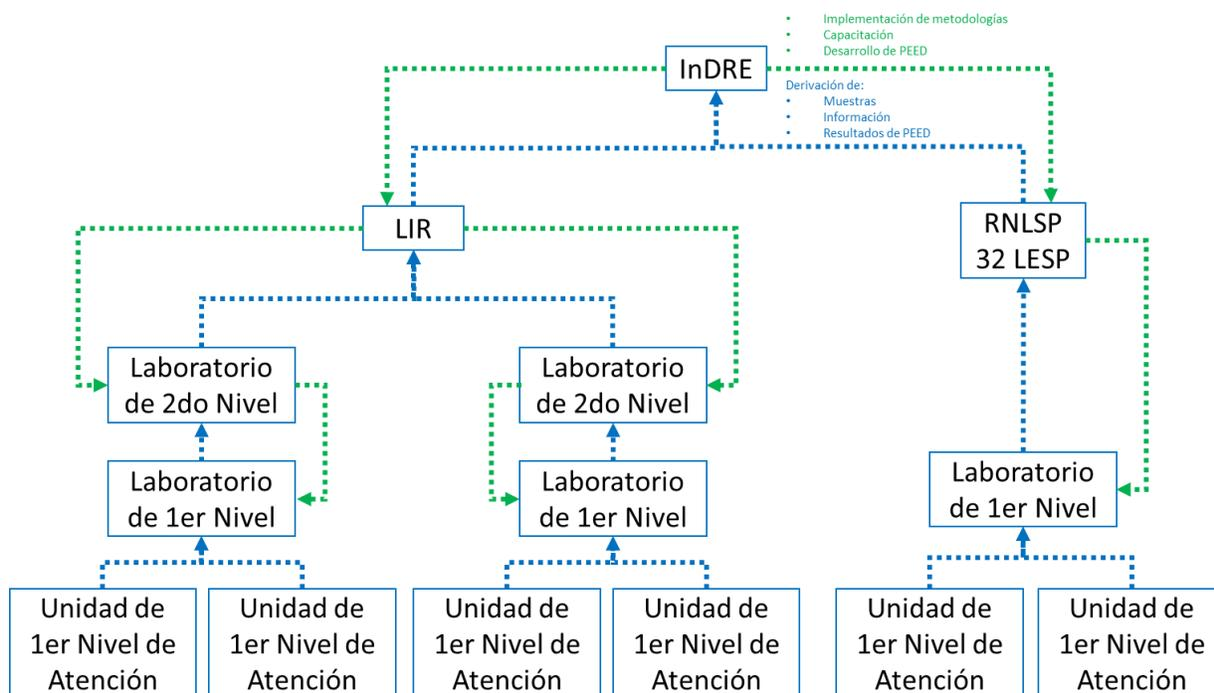 • Implementación de metodologías
• Capacitación
• Desarrollo de PEED
InDRE
Derivación de:
• Muestras
• Información
• Resultados de PEED
LIR
RNLSP
32 LESP
Laboratorio
de 2do Nivel
Laboratorio
de 2do Nivel
Laboratorio
de 1er Nivel
Laboratorio
de 1er Nivel
Laboratorio
de 1er Nivel
Unidad de
1er Nivel de
Atención
Unidad de
1er Nivel de
Atención
Unidad de
1er Nivel de
Atención
Unidad de
1er Nivel de
Atención
Unidad de
1er Nivel de
Atención
Unidad de
1er Nivel de
Atención